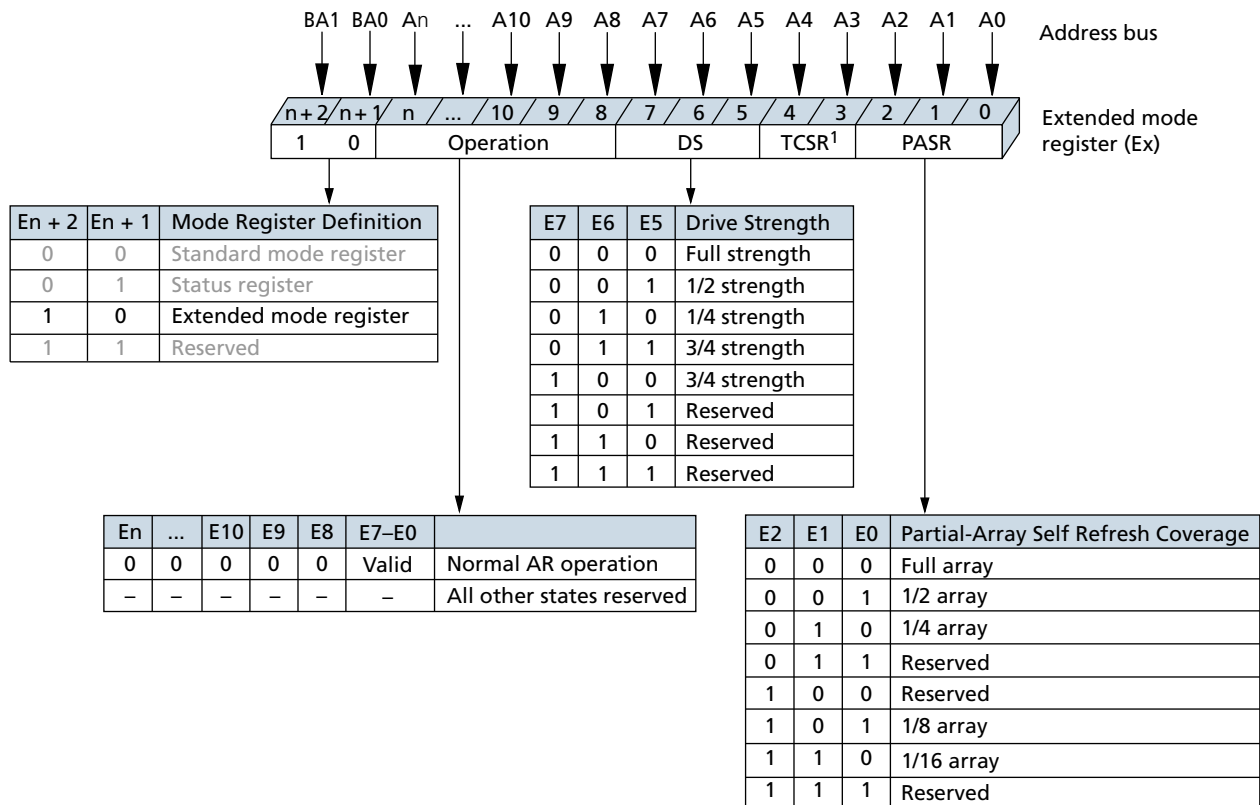 BA1 BA0 An ... A10 A9 A8 A7 A6 A5 A4 A3 A2 A1 A0 Address bus
n + 2 n + 1 n ... 10 9 8 7 6 5 4 3 2 1 0 Extended mode
register (Ex)
1 0 Operation DS TCSR1 PASR
En + 2 En + 1 Mode Register Definition
0 0 Standard mode register
0 1 Status register
1 0 Extended mode register
1 1 Reserved
E7 E6 E5 Drive Strength
0 0 0 Full strength
0 0 1 1/2 strength
0 1 0 1/4 strength
0 1 1 3/4 strength
1 0 0 3/4 strength
1 0 1 Reserved
1 1 0 Reserved
1 1 1 Reserved
En ... E10 E9 E8 E7–E0
0 0 0 0 0 Valid Normal AR operation
– – – – – – All other states reserved
E2 E1 E0 Partial-Array Self Refresh Coverage
0 0 0 Full array
0 0 1 1/2 array
0 1 0 1/4 array
0 1 1 Reserved
1 0 0 Reserved
1 0 1 1/8 array
1 1 0 1/16 array
1 1 1 Reserved